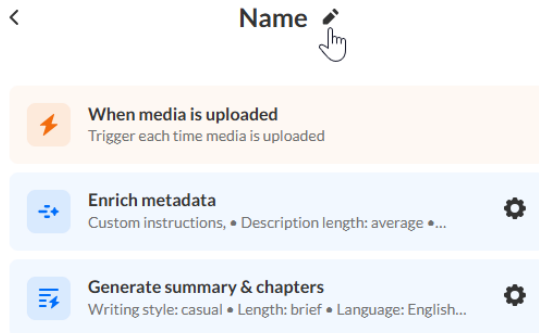 Name
When media is uploaded
Trigger each time media is uploaded
Enrich metadata
Custom instructions, • Description length: average •...
Generate summary & chapters
Writing style: casual • Length: brief • Language: English...